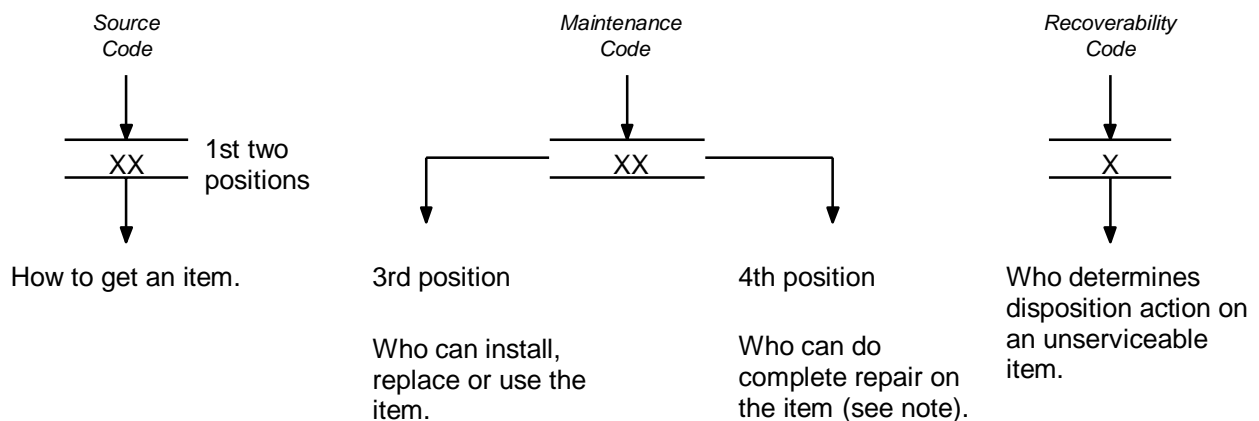 Source
Code
Maintenance
Code
Recoverability
Code
XX
1st two
positions
XX
X
How to get an item.
3rd position
4th position
Who determines
disposition action on
an unserviceable
item.
Who can install,
replace or use the
item.
Who can do
complete repair on
the item (see note).